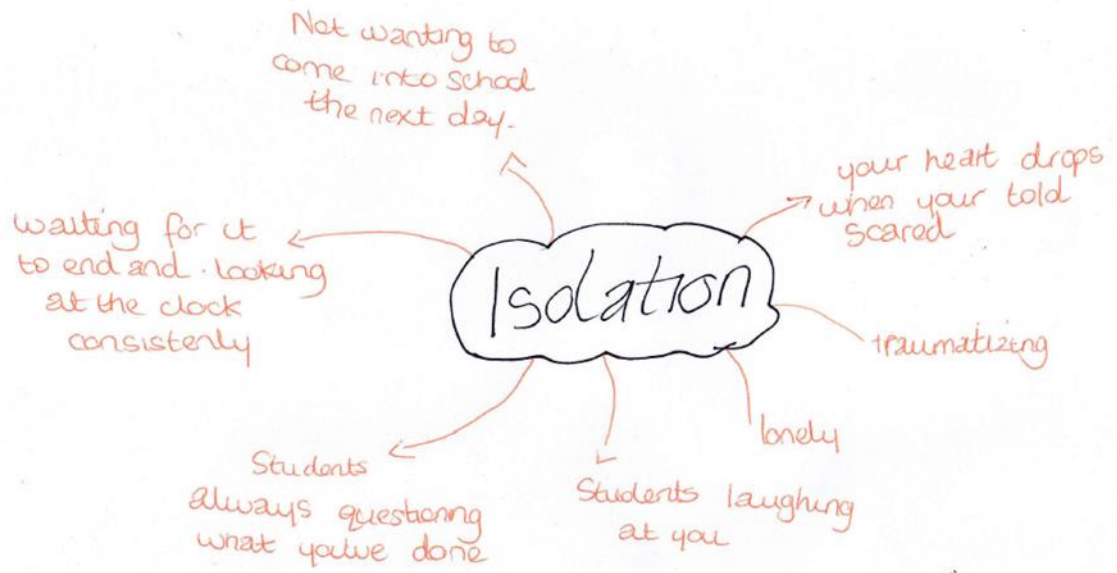 Not wanting to
come into school
the next day.
your heart drops
when your told
scared
waiting for it
to end and . looking
at the clock
consistenly
Isolation
traumatizing
lonely
Students
always questioning
what you've done
Students laughing
at you